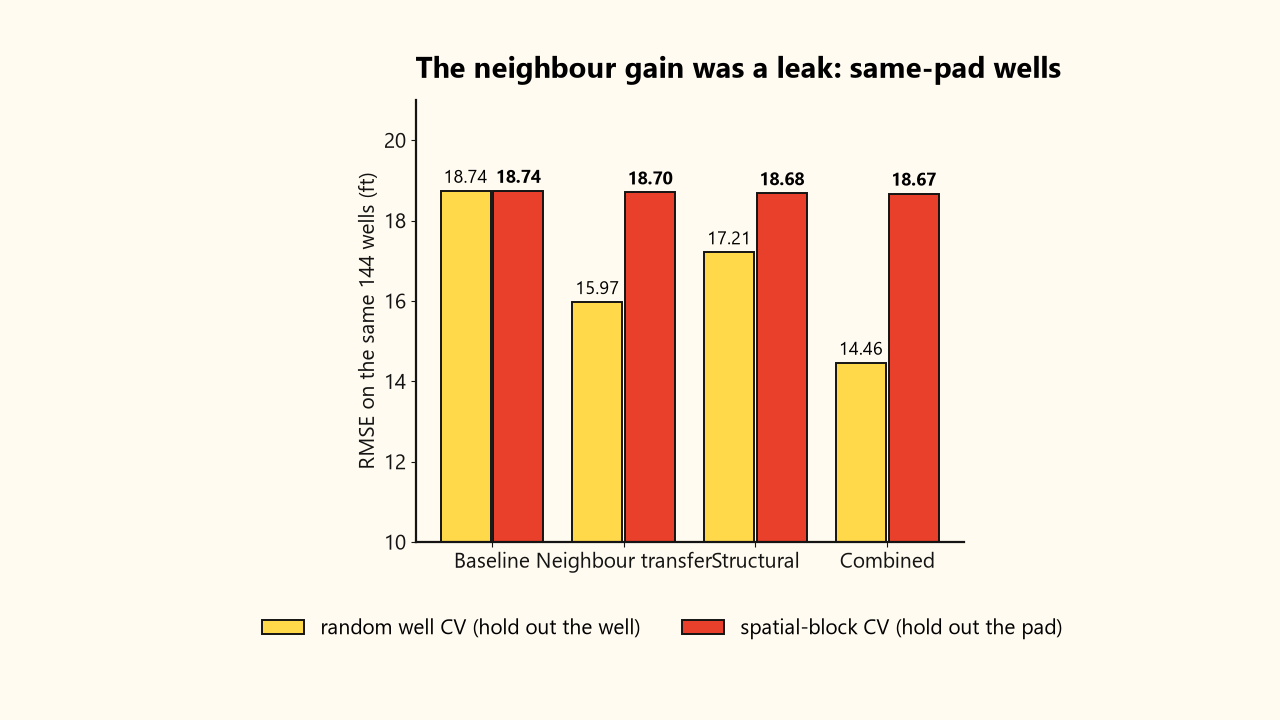 The neighbour gain was a leak: same-pad wells
RMSE on the same 144 wells (ft)
20
18
16
14
12
10
18.74 18.74
15.97 18.70
17.21 18.68
14.46 18.67
Baseline Neighbour transfer Structural Combined
random well CV (hold out the well) spatial-block CV (hold out the pad)